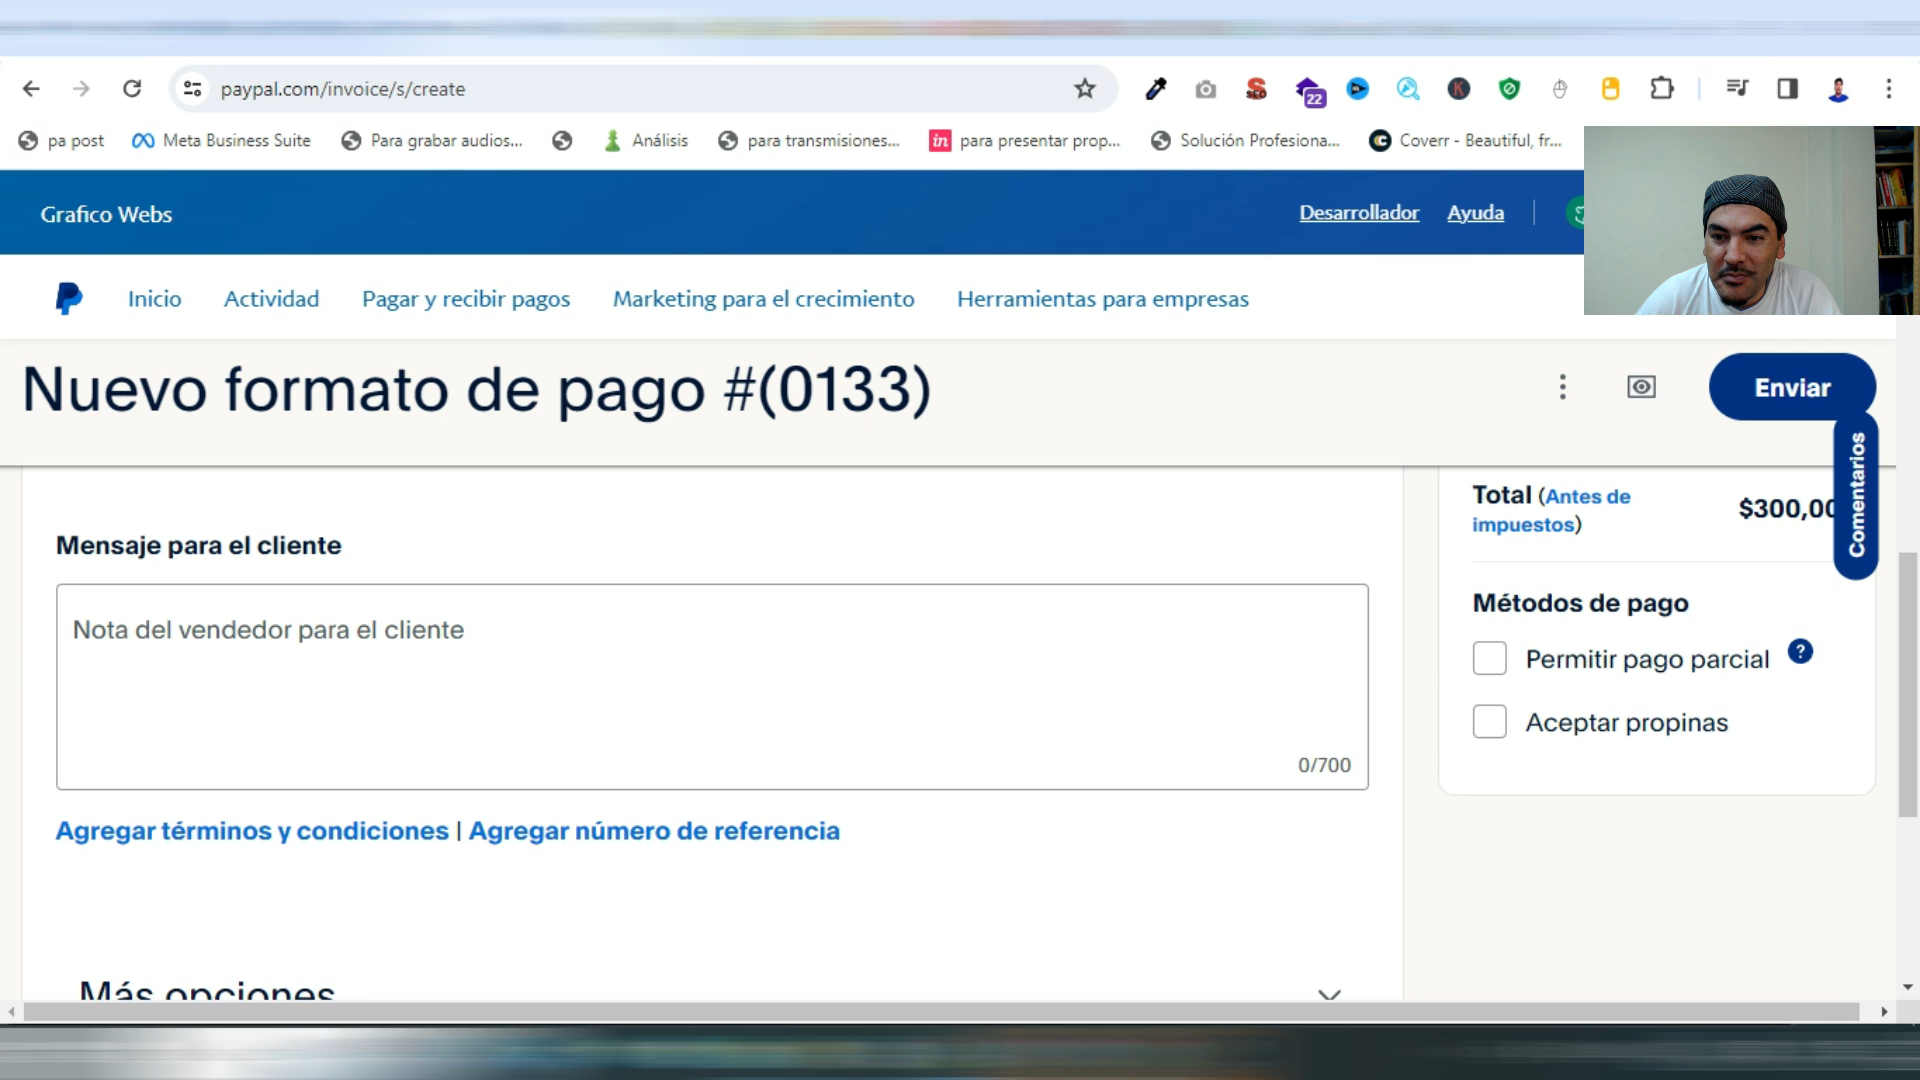 paypal.com/invoice/s/create
SEO
22
K
pa post
Meta Business Suite
Para grabar audios...
Análisis
para transmisiones...
in
para presentar prop...
Solución Profesiona...
Coverr - Beautiful, fr...
Grafico Webs
Desarrollador
Ayuda
Inicio
Actividad
Pagar y recibir pagos
Marketing para el crecimiento
Herramientas para empresas
Nuevo formato de pago #(0133)
Enviar
Comentarios
Total (Antes de
impuestos)
$300,00
Mensaje para el cliente
Nota del vendedor para el cliente
0/700
Métodos de pago
Permitir pago parcial
?
Aceptar propinas
Agregar términos y condiciones | Agregar número de referencia
Más opciones